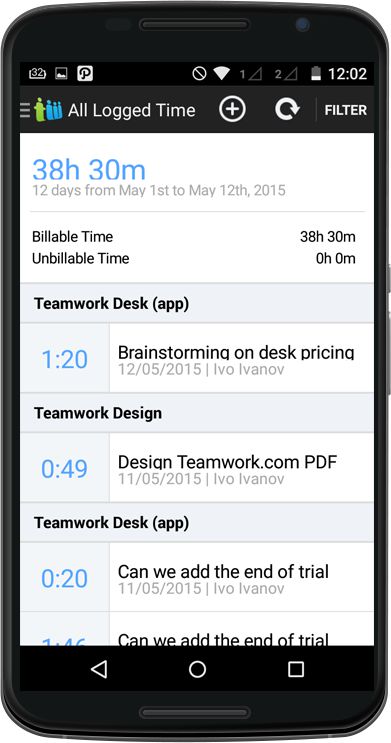 32
1
2
12:02
All Logged Time
FILTER
38h 30m
12 days from May 1st to May 12th, 2015
Billable Time 38h 30m
Unbillable Time 0h 0m
Teamwork Desk (app)
1:20
Brainstorming on desk pricing
12/05/2015 | Ivo Ivanov
Teamwork Design
0:49
Design Teamwork.com PDF
11/05/2015 | Ivo Ivanov
Teamwork Desk (app)
0:20
Can we add the end of trial
11/05/2015 | Ivo Ivanov
1:46
Can we add the end of trial